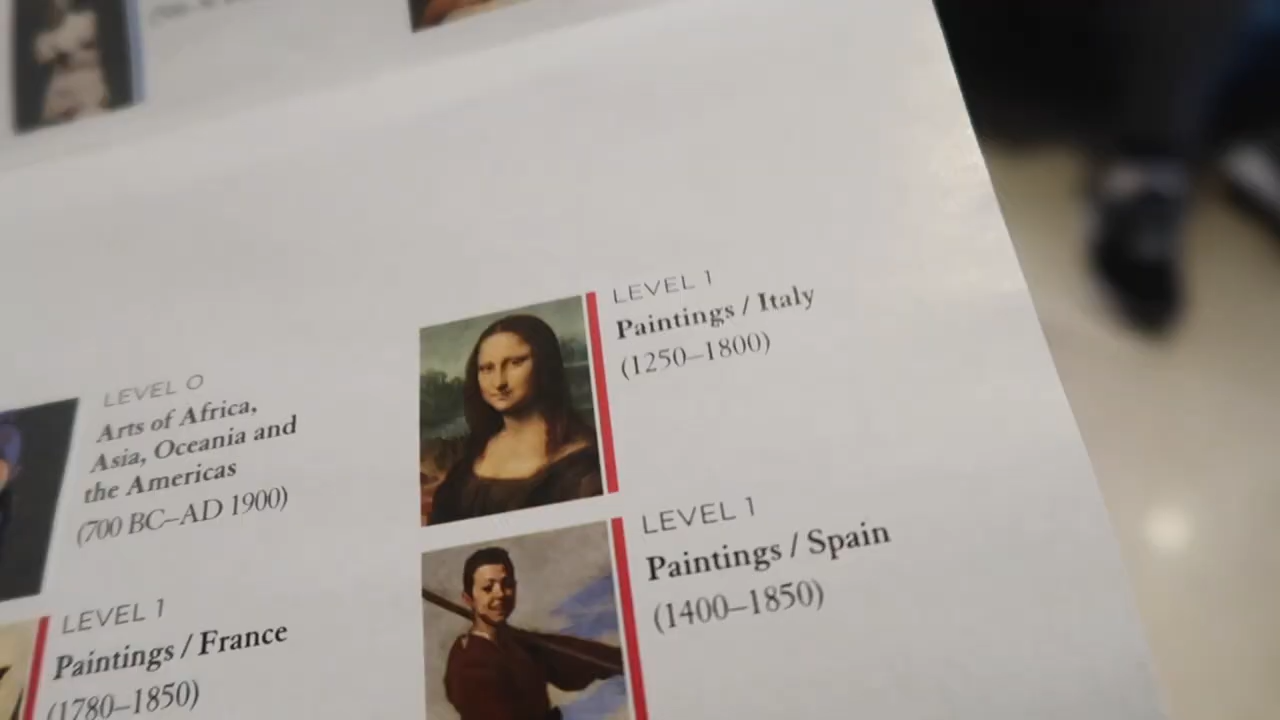 LEVEL 0
Arts of Africa,
Asia, Oceania and
the Americas
(700 BC–AD 1900)
LEVEL 1
Paintings / France
(1780–1850)
LEVEL 1
Paintings / Italy
(1250–1800)
LEVEL 1
Paintings / Spain
(1400–1850)